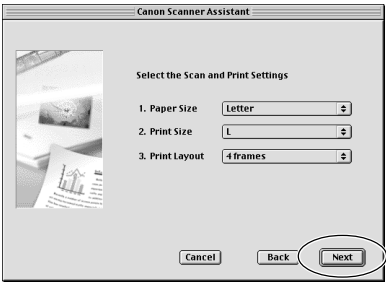 Canon Scanner Assistant
Select the Scan and Print Settings
1. Paper Size Letter
2. Print Size L
3. Print Layout 4 frames
Cancel Back Next